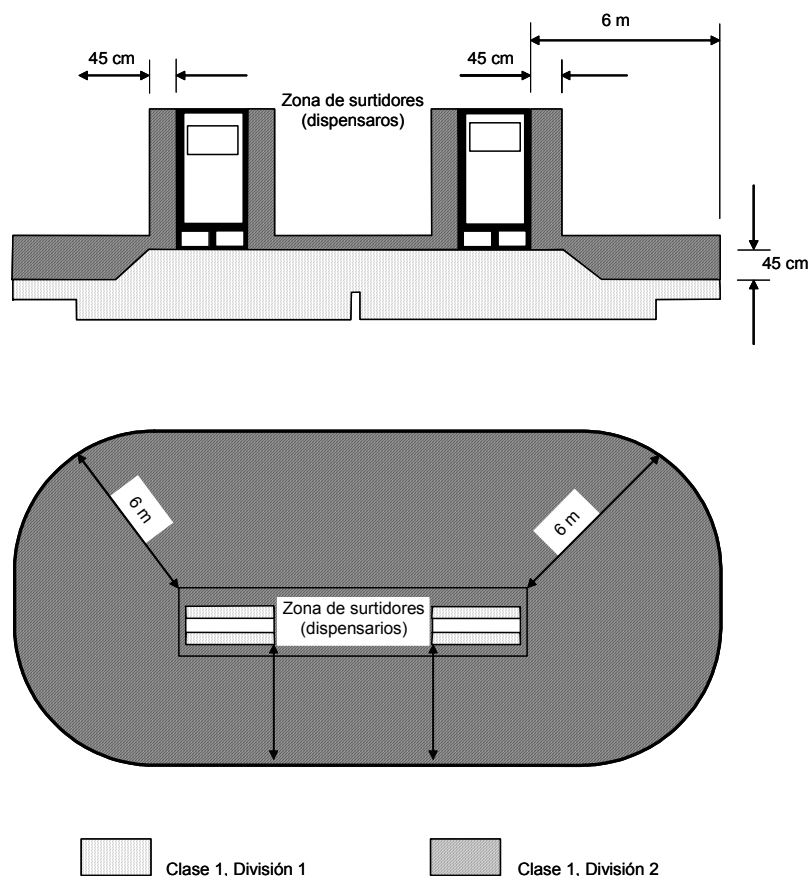 6 m
45 cm
45 cm
Zona de surtidores
(dispensaros)
45 cm
6 m
6 m
Zona de surtidores
(dispensarios)
Clase 1, División 1
Clase 1, División 2